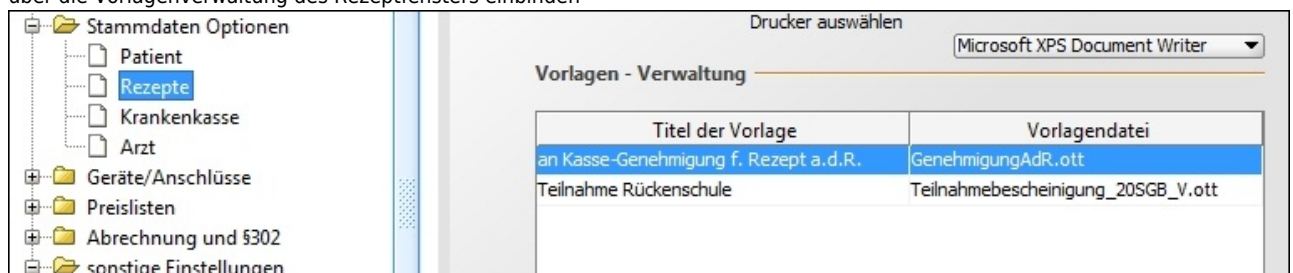 über die Vorlagenverwaltung des Rezeptfensters einbinden
Stammdaten Optionen
Patient
Rezepte
Krankenkasse
Arzt
Geräte/Anschlüsse
Preislisten
Abrechnung und §302
sonstige Einstellungen
Drucker auswählen
Microsoft XPS Document Writer
Vorlagen - Verwaltung
Titel der Vorlage Vorlagendatei
an Kasse-Genehmigung f. Rezept a.d.R. GenehmigungAdR.ott
Teilnahme Rückenschule Teilnahmebescheinigung_20SGB_V.ott